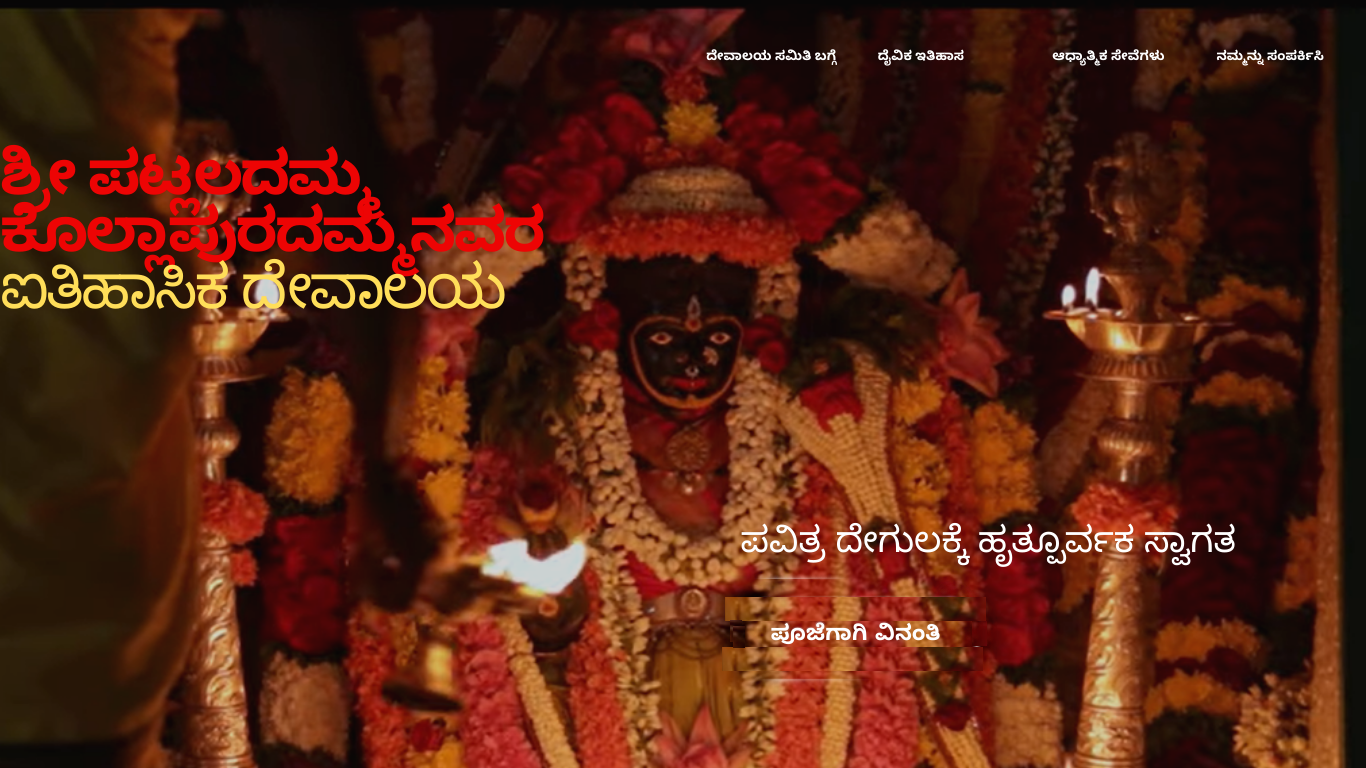 ದೇವಾಲಯ ಸಮಿತಿ ಬಗ್ಗೆ ದೈವಿಕ ಇತಿಹಾಸ ಆಧ್ಯಾತ್ಮಿಕ ಸೇವೆಗಳು ನಮ್ಮನ್ನು ಸಂಪರ್ಕಿಸಿ
ಶ್ರೀ ಪಟ್ಲಲದಮ್ಮ
ಕೊಲ್ಲಾಪುರದಮ್ಮನವರ
ಐತಿಹಾಸಿಕ ದೇವಾಲಯ
ಪವಿತ್ರ ದೇಗುಲಕ್ಕೆ ಹೃತ್ಪೂರ್ವಕ ಸ್ವಾಗತ
ಪೂಜೆಗಾಗಿ ವಿನಂತಿ